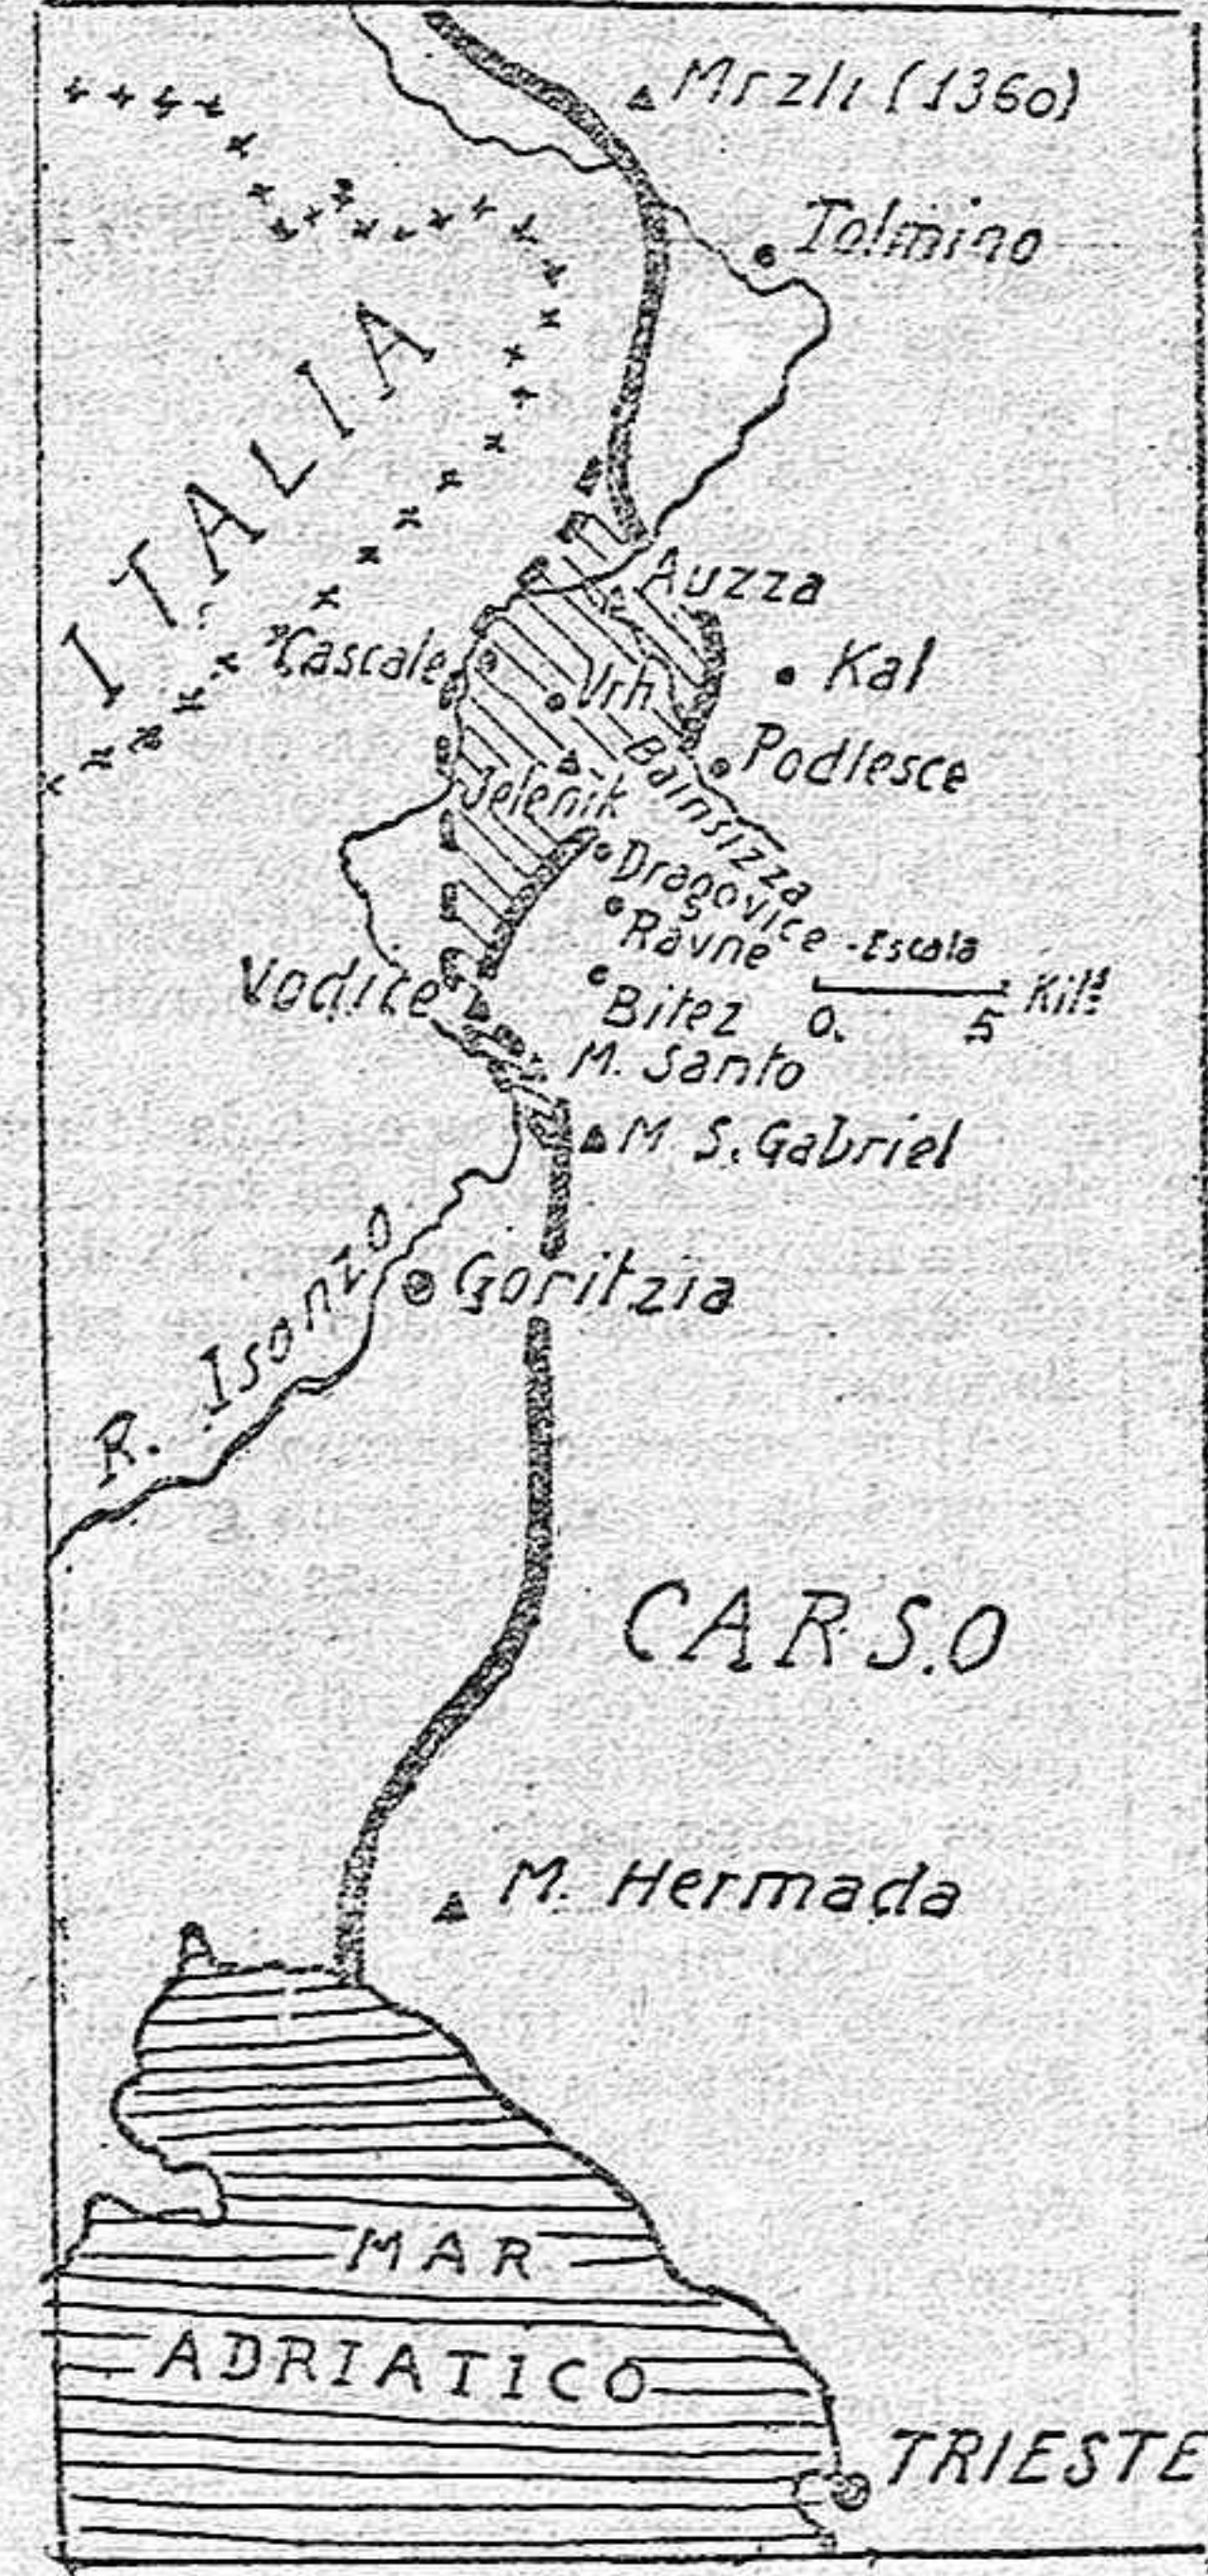 Mrzli (1360)
Tolmino
ITALIA
Auzza
Cascale
Kal
Vrh
Podlesce
Bainsizza
Jelenik
Dragovice
S
Ravne
Escala
Vodice
Kil.s
Bitez
0. 5
M. Santo
M. S. Gabriel
Goritzia
R. Isonzo
CARSO
M. Hermada
MAR
ADRIATICO
TRIESTE